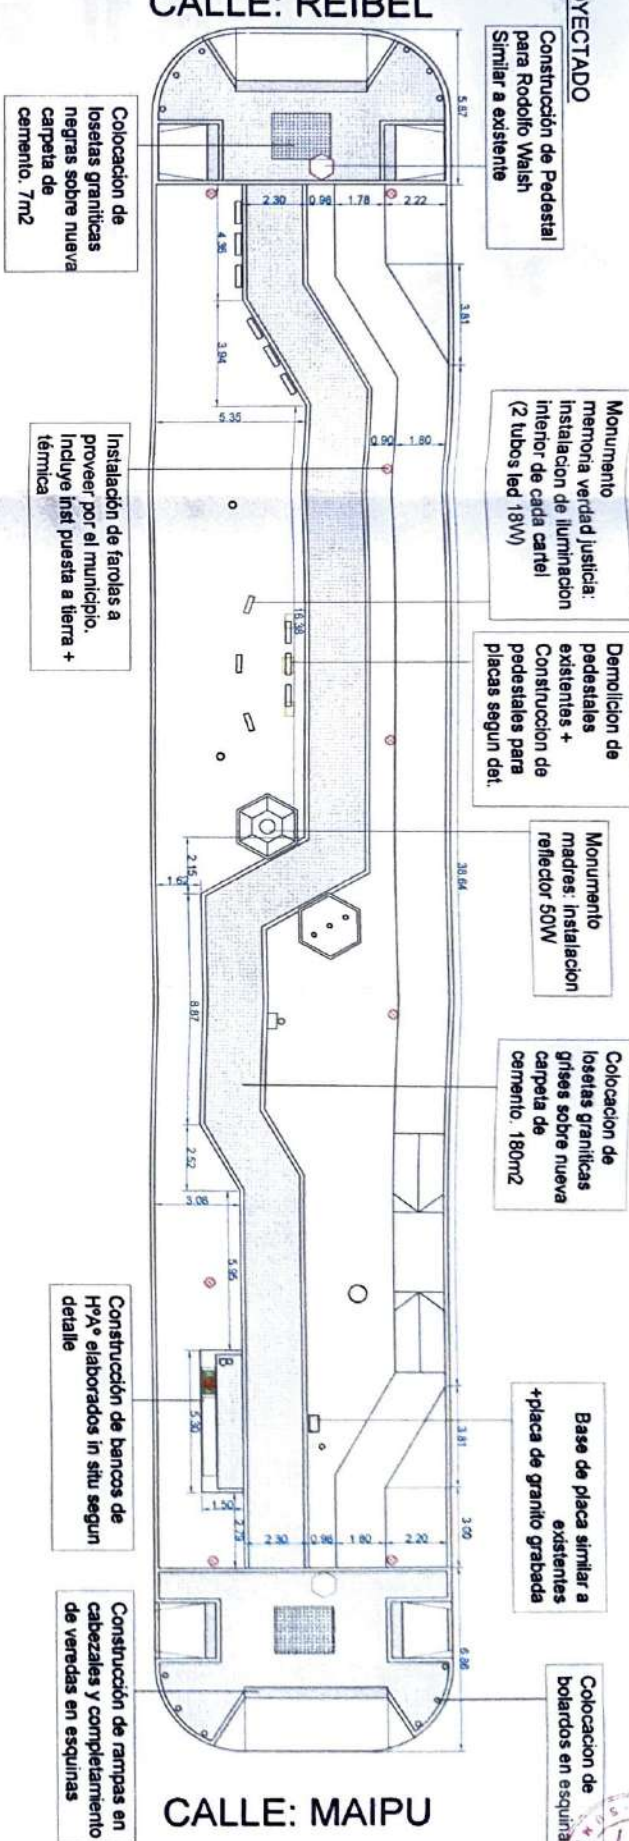 CALLE: REIBEL
YECTADO
Construcción de Pedestal
para Rodolfo Walsh
Similar a existente
Monumento
memoria verdad justicia:
instalacion de iluminacion
interior de cada cartel
(2 tubos led 18W)
Demolicion de
pedestales
existentes +
Construccion de
pedestales para
placas segun det.
Monumento
madres: instalacion
reflector 50W
Colocacion de
losetas graniticas
grises sobre nueva
carpeta de
cemento. 180m2
Base de placa similar a
existentes
+placa de granito grabada
Colocacion de
bolardos en esquina
5.87
2.30
0.98
1.78
2.22
3.81
4.36
3.94
5.35
0.90
1.80
15.38
38.64
2.15
8.87
2.52
3.08
5.95
B
5.30
1.50
2.79
2.30
0.98
1.80
2.20
3.81
3.00
6.86
Colocacion de
losetas graniticas
negras sobre nueva
carpeta de
cemento. 7m2
Instalación de farolas a
proveer por el municipio.
Incluye inst puesta a tierra +
térmica
Construcción de bancos de
HºAº elaborados in situ segun
detalle
Construcción de rampas en
cabezales y completamiento
de veredas en esquinas
CALLE: MAIPU